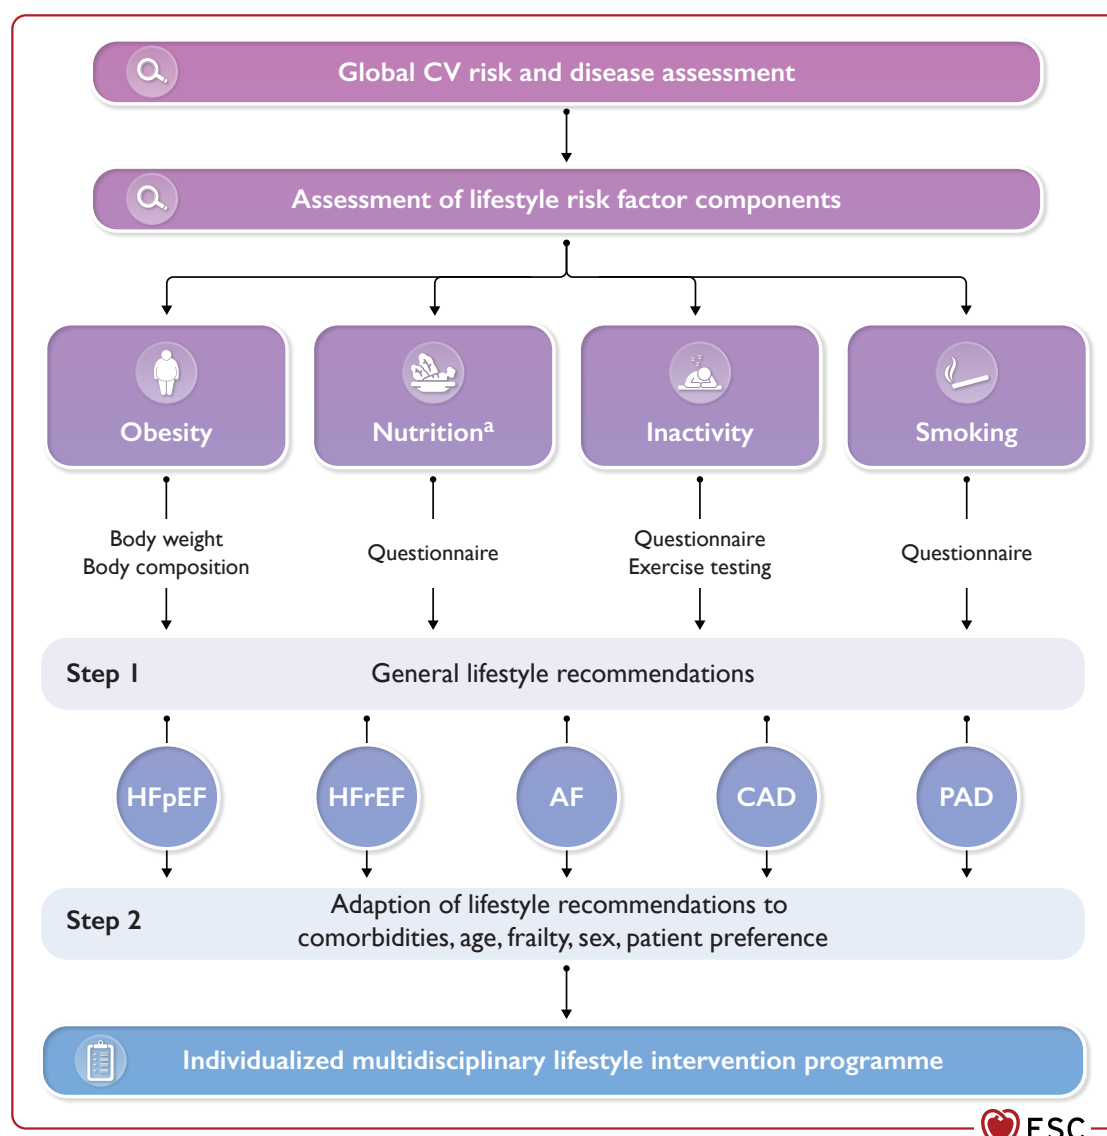 Global CV risk and disease assessment
Assessment of lifestyle risk factor components
z z z
Obesity
Nutritionᵃ
Inactivity
Smoking
Body weight
Body composition
Questionnaire
Questionnaire
Exercise testing
Questionnaire
Step 1
General lifestyle recommendations
HFpEF
HFrEF
AF
CAD
PAD
Step 2
Adaption of lifestyle recommendations to
comorbidities, age, frailty, sex, patient preference
Individualized multidisciplinary lifestyle intervention programme
ESC